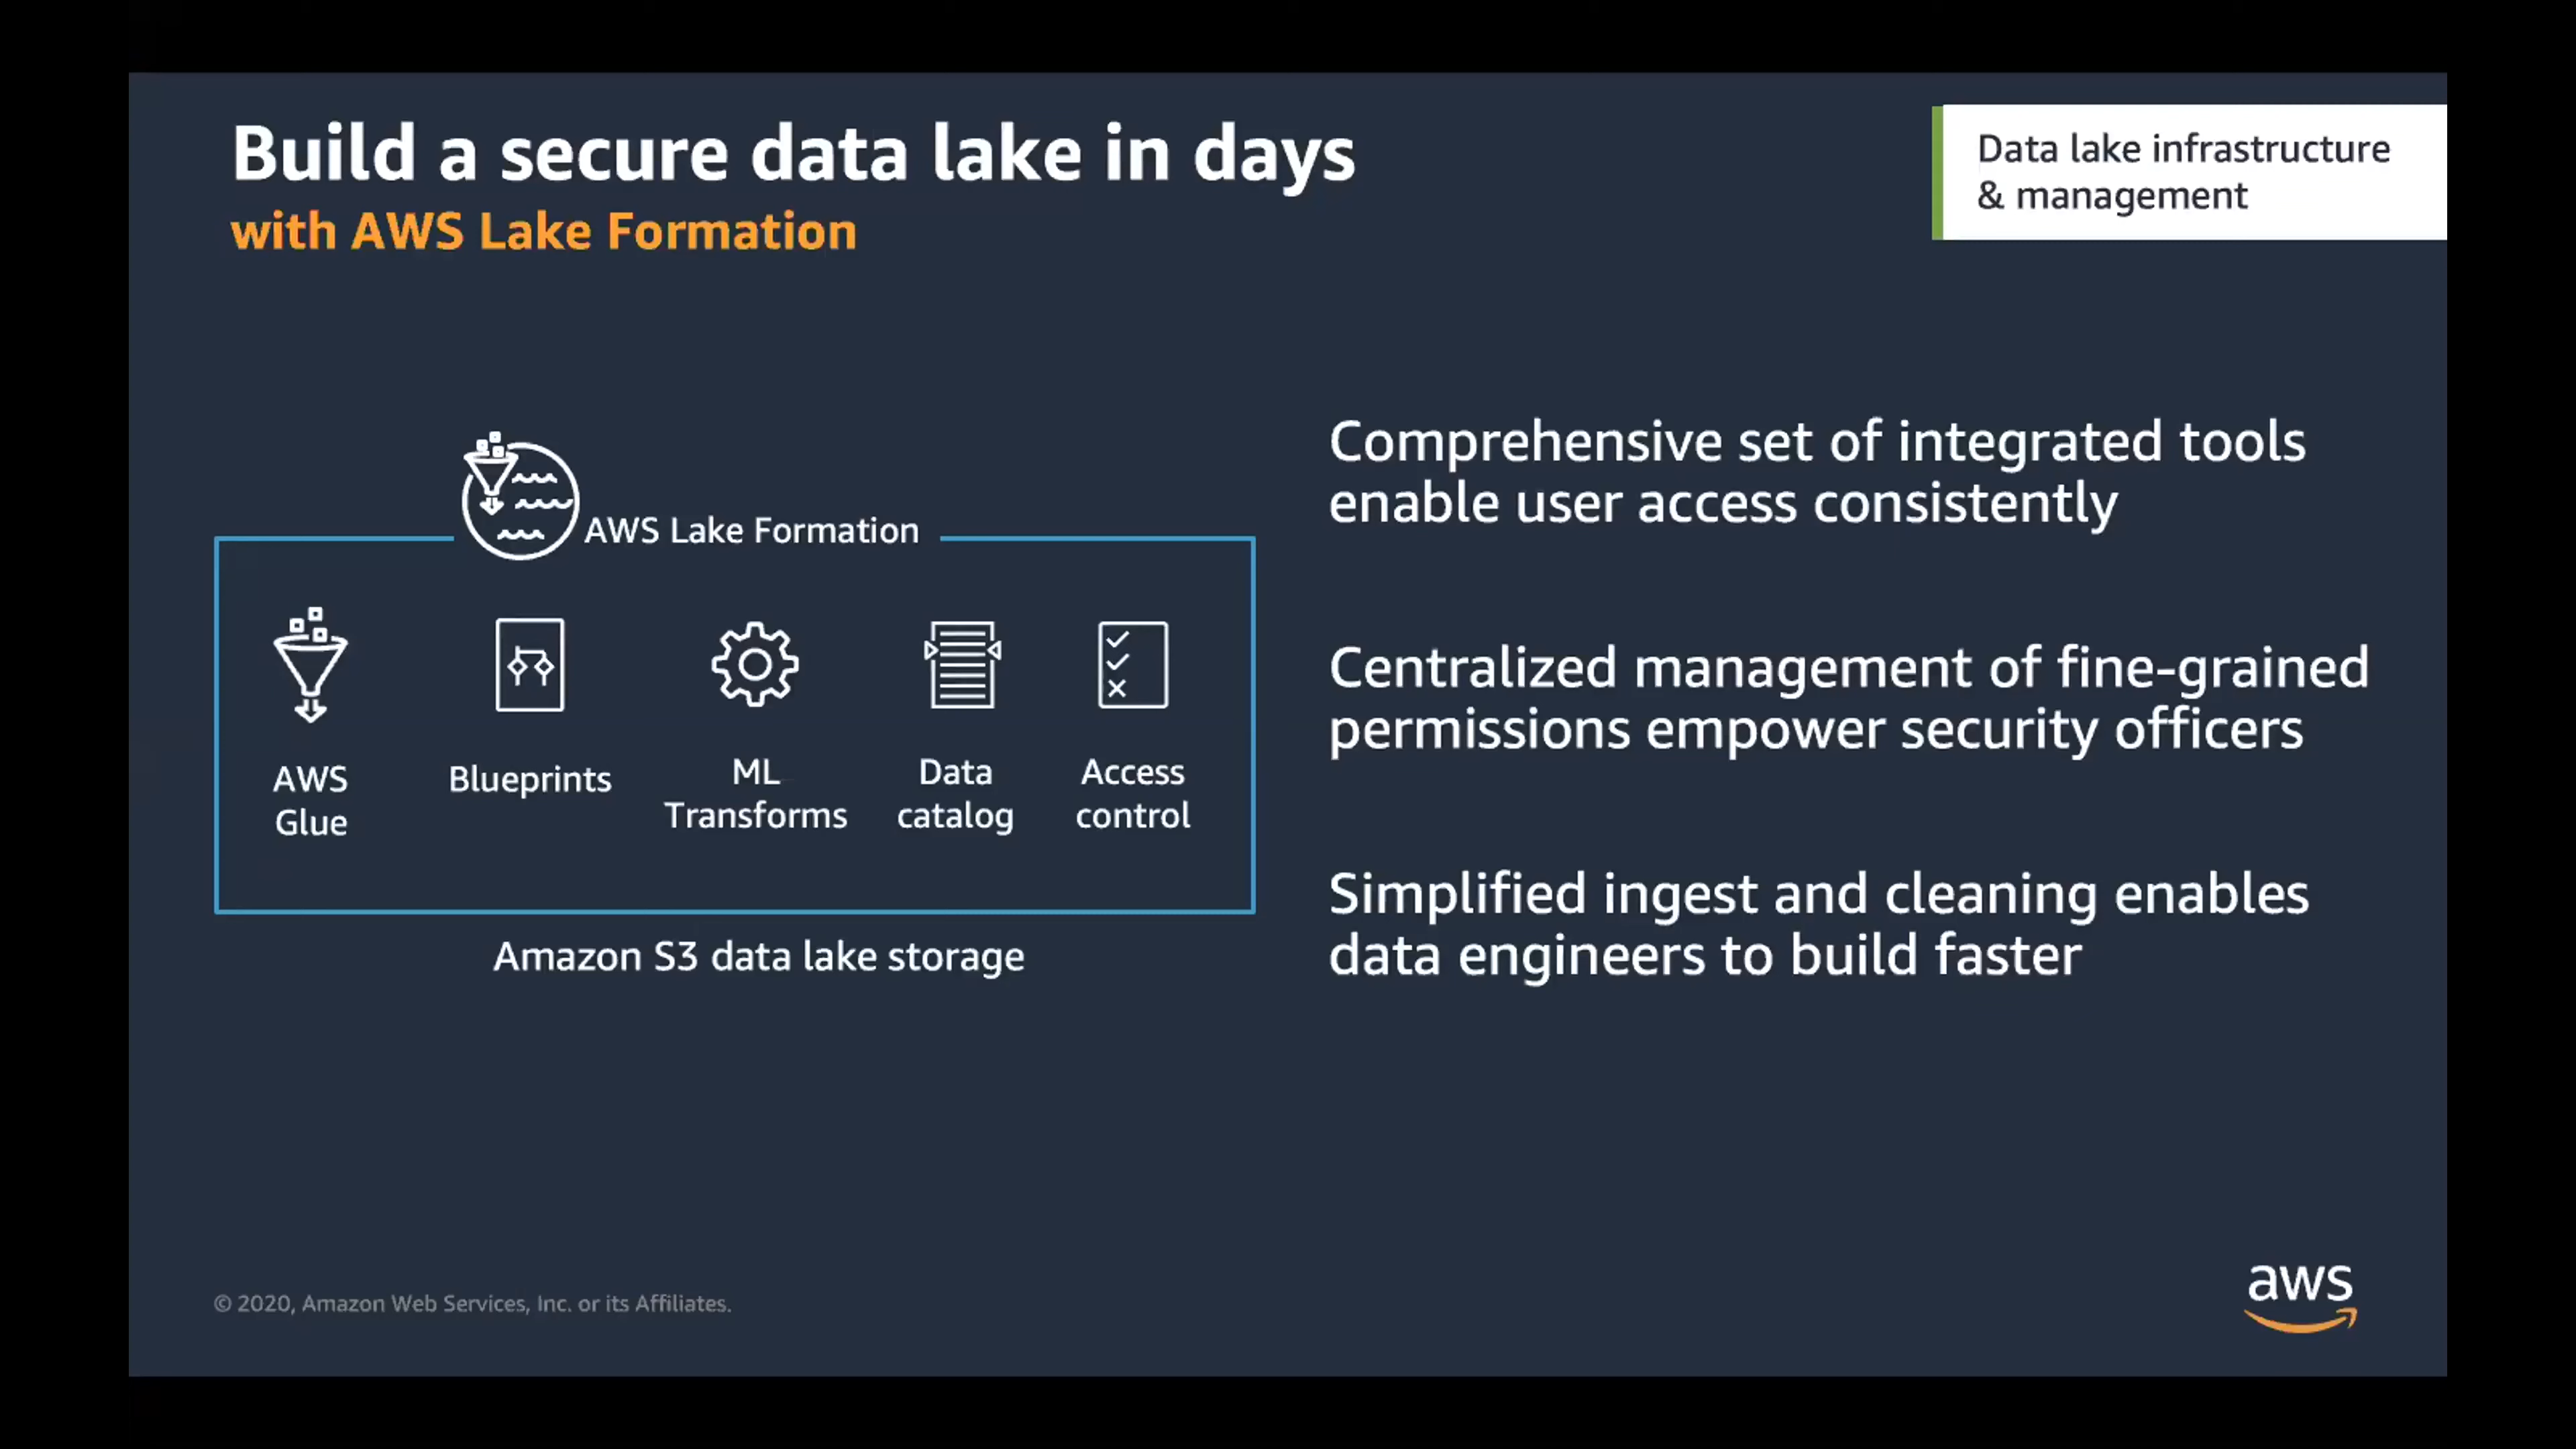 Build a secure data lake in days
with AWS Lake Formation
Data lake infrastructure
& management
AWS Lake Formation
AWS
Glue
Blueprints
ML
Transforms
Data
catalog
Access
control
Amazon S3 data lake storage
Comprehensive set of integrated tools
enable user access consistently
Centralized management of fine-grained
permissions empower security officers
Simplified ingest and cleaning enables
data engineers to build faster
© 2020, Amazon Web Services, Inc. or its Affiliates.
aws